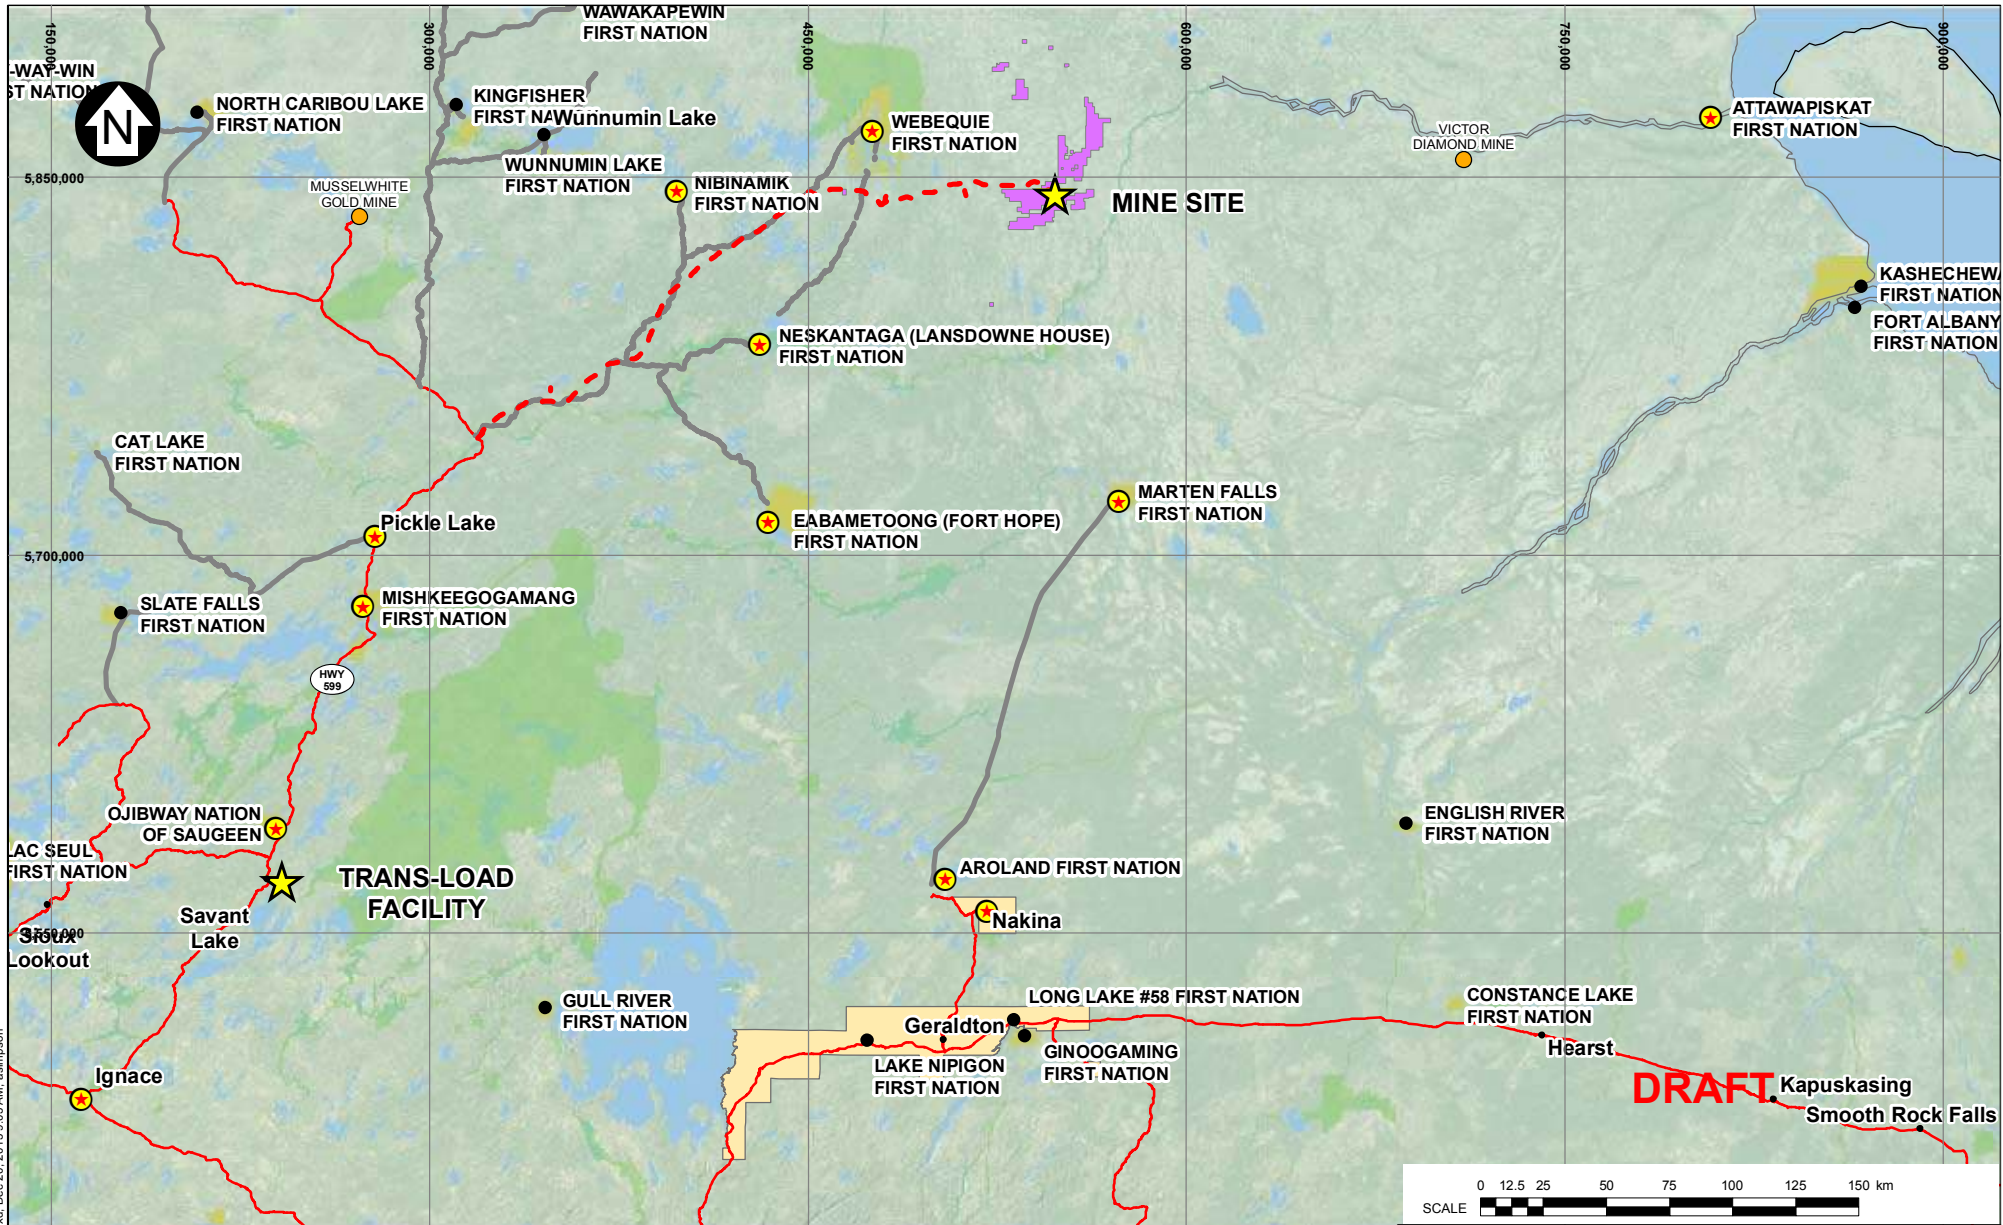 150,000
300,000
450,000
600,000
750,000
900,000
WAWAKAPEWIN
FIRST NATION
-WAY-WIN
ST NATION
N
NORTH CARIBOU LAKE
FIRST NATION
KINGFISHER
FIRST NA
Wunnumin Lake
WUNNUMIN LAKE
FIRST NATION
WEBEQUIE
FIRST NATION
VICTOR
DIAMOND MINE
ATTAWAPISKAT
FIRST NATION
5,850,000
MUSSELWHITE
GOLD MINE
NIBINAMIK
FIRST NATION
MINE SITE
KASHECHEWA
FIRST NATION
FORT ALBANY
FIRST NATION
NESKANTAGA (LANSDOWNE HOUSE)
FIRST NATION
CAT LAKE
FIRST NATION
Pickle Lake
EABAMETOONG (FORT HOPE)
FIRST NATION
MARTEN FALLS
FIRST NATION
5,700,000
SLATE FALLS
FIRST NATION
MISHKEEGOGAMANG
FIRST NATION
HWY
599
OJIBWAY NATION
OF SAUGEEN
ENGLISH RIVER
FIRST NATION
LAC SEUL
FIRST NATION
TRANS-LOAD
FACILITY
AROLAND FIRST NATION
Nakina
Savant
Lake
5,550,000
Sioux
Lookout
GULL RIVER
FIRST NATION
LONG LAKE #58 FIRST NATION
Geraldton
CONSTANCE LAKE
FIRST NATION
LAKE NIPIGON
FIRST NATION
GINOOGAMING
FIRST NATION
Hearst
Ignace
DRAFT
Kapuskasing
Smooth Rock Falls
0 12.5 25 50 75 100 125 150 km
SCALE